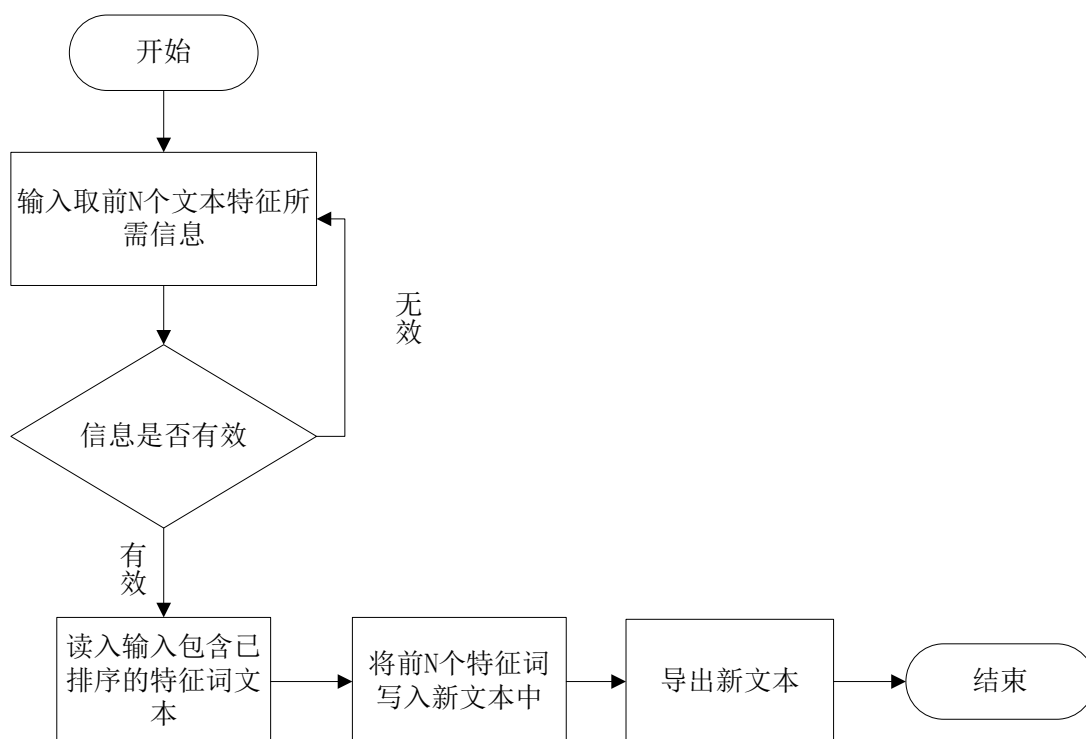 开始
输入取前N个文本特征所
需信息
无
效
信息是否有效
有
效
读入输入包含已
排序的特征词文
本
将前N个特征词
写入新文本中
导出新文本
结束